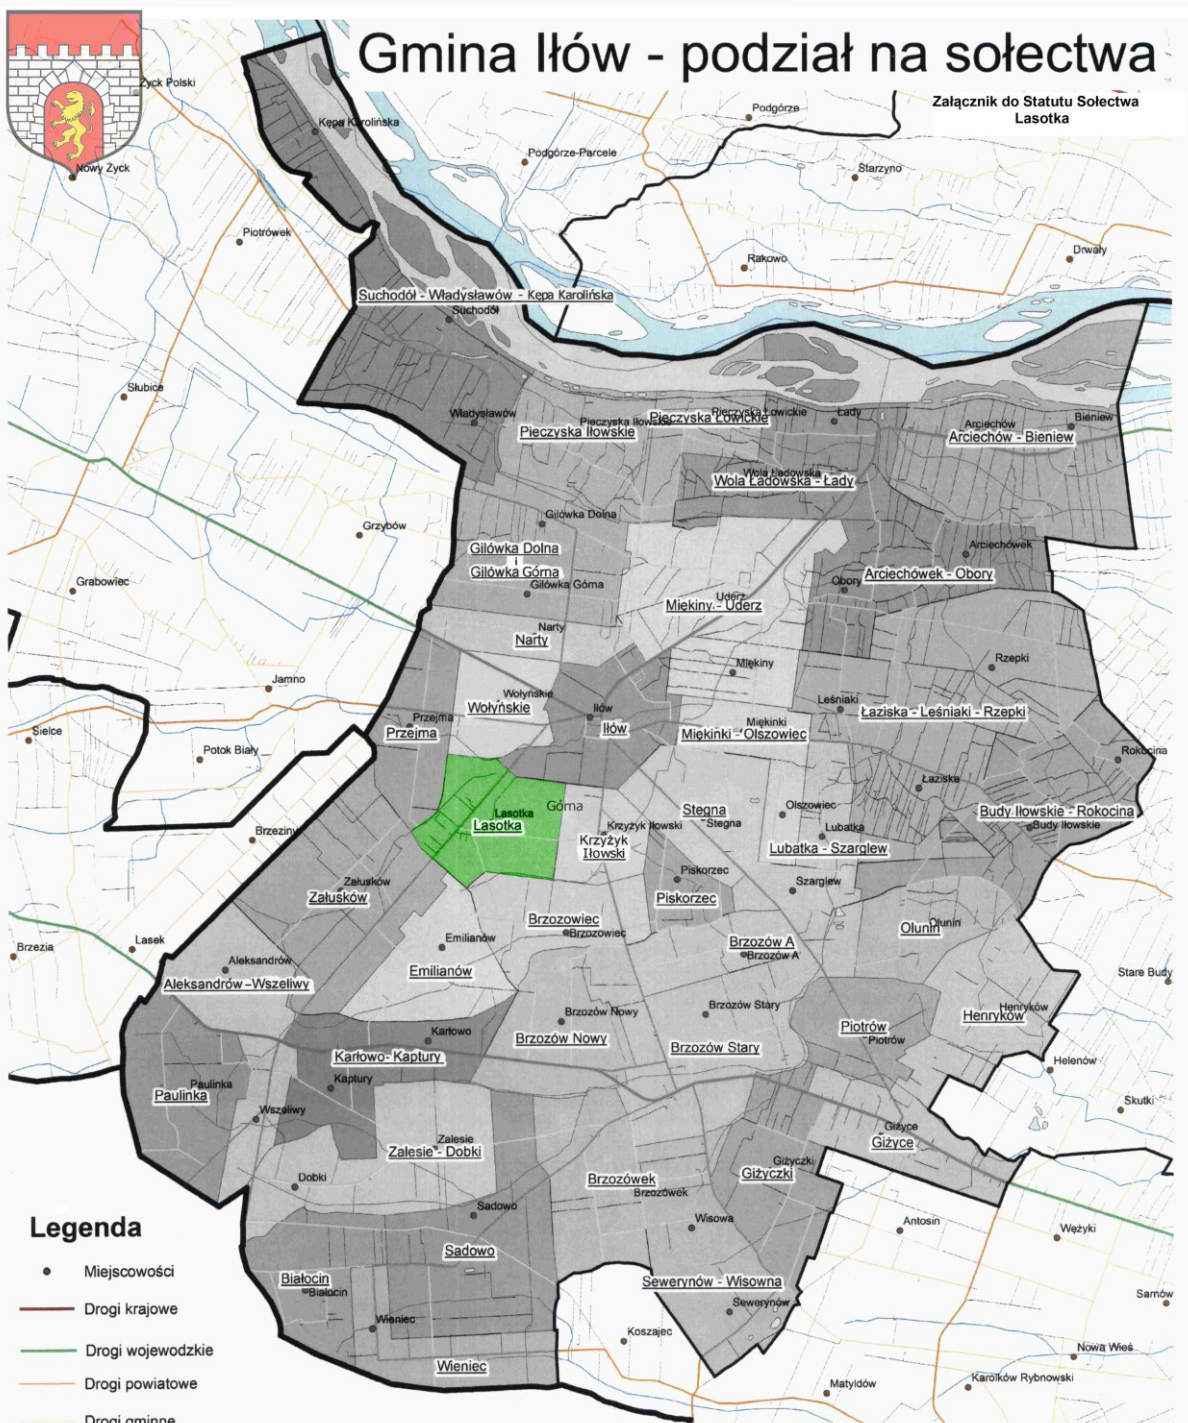 Gmina Iłów - podział na sołectwa
Załącznik do Statutu Sołectwa
Lasotka
Życk Polski
Nowy Życk
Kępa Karolińska
Podgórze
Podgórze-Parcele
Starzyno
Piotrówek
Rakowo
Drwały
Suchodół - Władysławów - Kępa Karolińska
Suchodół
Słubice
Władysławów
Pieczyska Iłowskie
Pieczyska Iłowskie
Pieczyska Łowickie
Pieczyska Łowickie
Łady
Arciechów
Bieniew
Arciechów - Bieniew
Wola Ładowska
Wola Ładowska - Łady
Grzybów
Gilówka Dolna
Gilówka Dolna
i
Gilówka Górna
Gilówka Górna
Arciechówek
Arciechówek - Obory
Obory
Grabowiec
Uderz
Miękiny - Uderz
Narty
Narty
Miękiny
Rzepki
Jamno
Wołyńskie
Wołyńskie
Iłów
Iłów
Leśniaki
Łaziska - Leśniaki - Rzepki
Przejma
Przejma
Miękinki
Miękinki - Olszowiec
Sielce
Potok Biały
Rokocina
Łaziska
Górna
Lasotka
Lasotka
Stegna
Stegna
Olszowiec
Budy Iłowskie - Rokocina
Budy Iłowskie
Brzeziny
Krzyżyk Iłowski
Krzyżyk
Iłowski
Lubatka
Lubatka - Szarglew
Piskorzec
Piskorzec
Szarglew
Załusków
Załusków
Brzozowiec
Brzozowiec
Olunin
Olunin
Lasek
Brzezia
Emilianów
Emilianów
Brzozów A
Brzozów A
Aleksandrów
Aleksandrów - Wszeliwy
Stare Budy
Brzozów Nowy
Brzozów Nowy
Brzozów Stary
Brzozów Stary
Henryków
Henryków
Piotrów
Piotrów
Karłowo
Karłowo- Kaptury
Kaptury
Helenów
Paulinka
Paulinka
Wszeliwy
Skutki
Giżyce
Giżyce
Zalesie
Zalesie - Dobki
Dobki
Giżyczki
Giżyczki
Brzozówek
Brzozówek
Sadowo
Sadowo
Wisowa
Antosin
Wężyki
Legenda
Miejscowości
Drogi krajowe
Drogi wojewodzkie
Drogi powiatowe
Drogi gminne
Białocin
Białocin
Wieniec
Wieniec
Sewerynów - Wisowna
Sewerynów
Sarnów
Koszajec
Nowa Wieś
Matyldów
Karolków Rybnowski